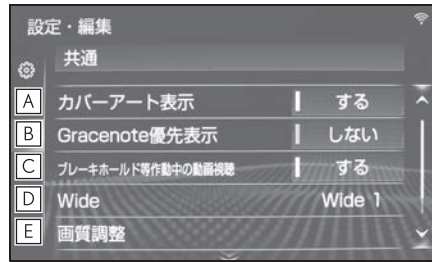 設定・編集
共通
A カバーアート表示 する
B Gracenote優先表示 しない
C ブレーキホールド等作動中の動画視聴 する
D Wide Wide 1
E 画質調整